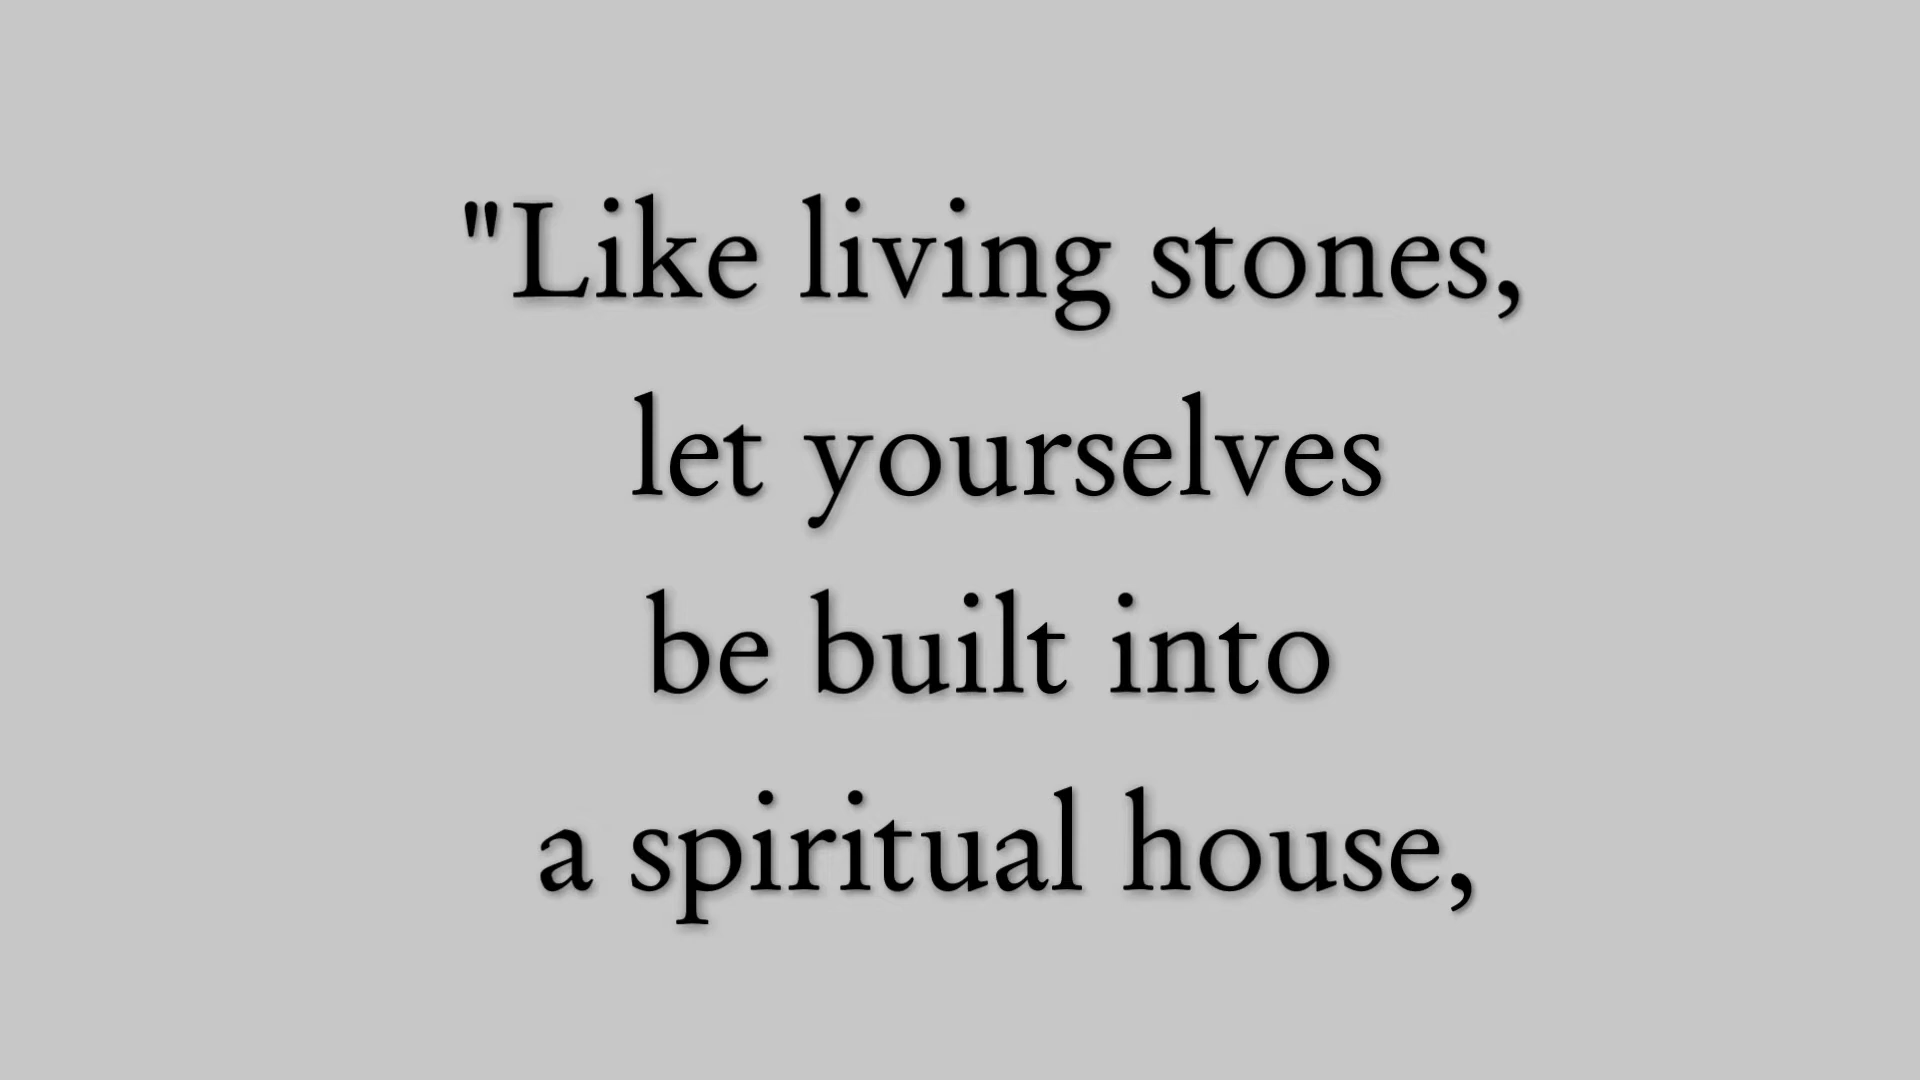 "Like living stones,
let yourselves
be built into
a spiritual house,